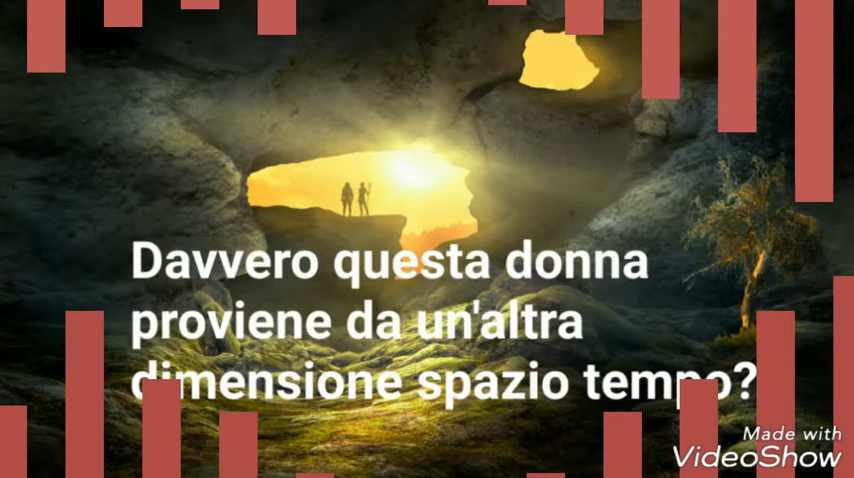 Davvero questa donna
proviene da un'altra
dimensione spazio tempo?
Made with
VideoShow